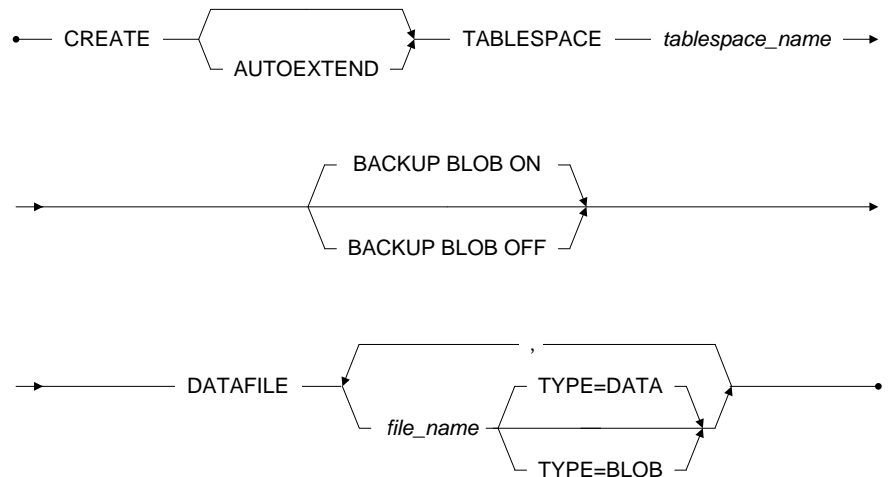 CREATE TABLESPACE tablespace_name
AUTOEXTEND
BACKUP BLOB ON
BACKUP BLOB OFF
,
DATAFILE TYPE=DATA
file_name
TYPE=BLOB